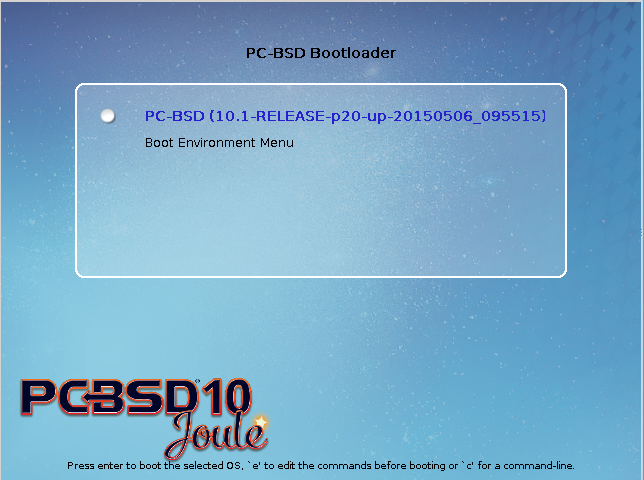 PC-BSD Bootloader
PC-BSD (10.1-RELEASE-p20-up-20150506_095515)
Boot Environment Menu
PCBSD®10
Joule
Press enter to boot the selected OS, `e' to edit the commands before booting or `c' for a command-line.